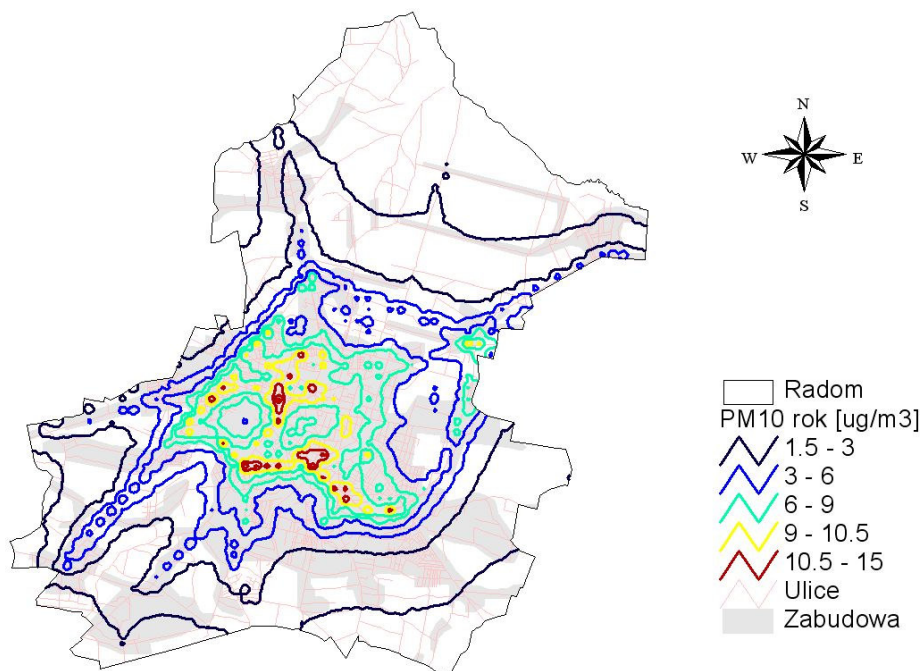 N
W E
S
Radom
PM10 rok [ug/m3]
1.5 - 3
3 - 6
6 - 9
9 - 10.5
10.5 - 15
Ulice
Zabudowa